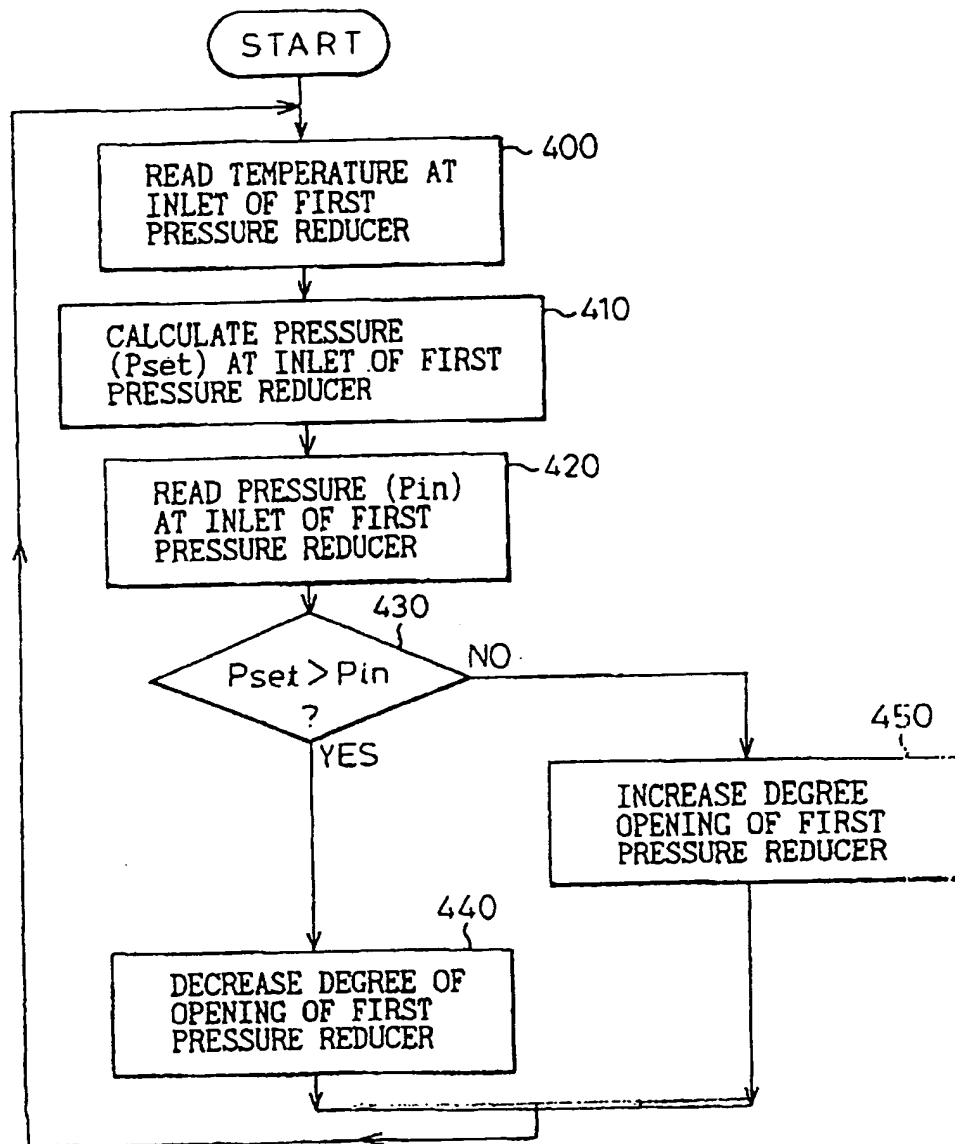 START
400
READ TEMPERATURE AT
INLET OF FIRST
PRESSURE REDUCER
410
CALCULATE PRESSURE
(Pset) AT INLET OF FIRST
PRESSURE REDUCER
420
READ PRESSURE (Pin)
AT INLET OF FIRST
PRESSURE REDUCER
430
Pset > Pin
?
NO
YES
450
INCREASE DEGREE
OPENING OF FIRST
PRESSURE REDUCER
440
DECREASE DEGREE OF
OPENING OF FIRST
PRESSURE REDUCER